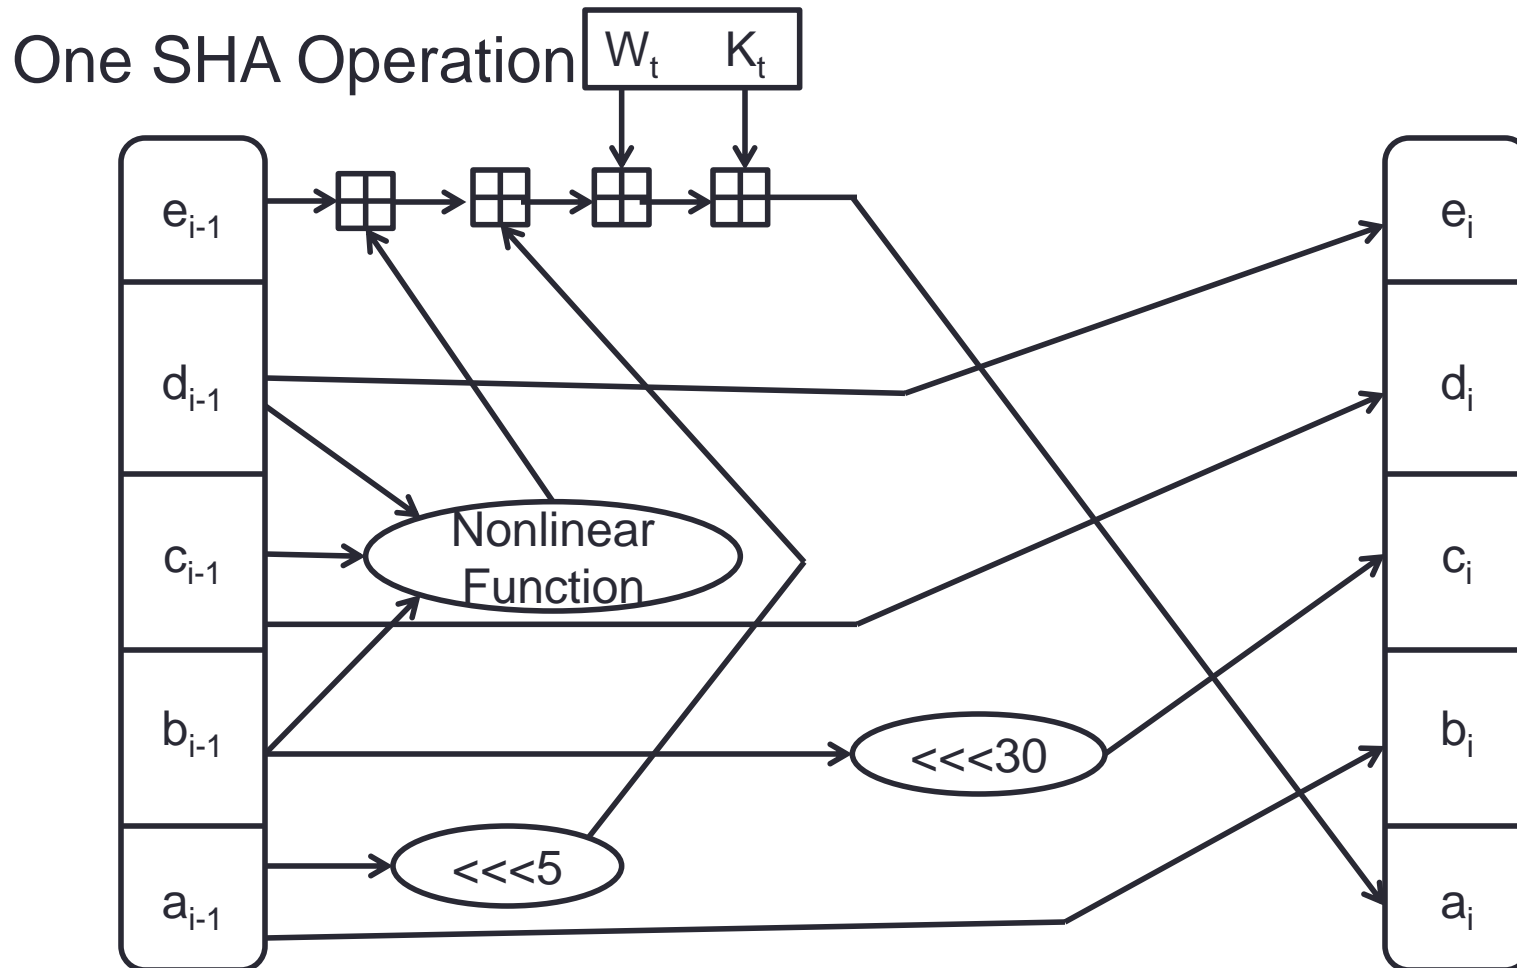 One SHA Operation
Wt Kt
ei-1
di-1
ci-1
bi-1
ai-1
Nonlinear
Function
<<<30
<<<5
ei
di
ci
bi
ai